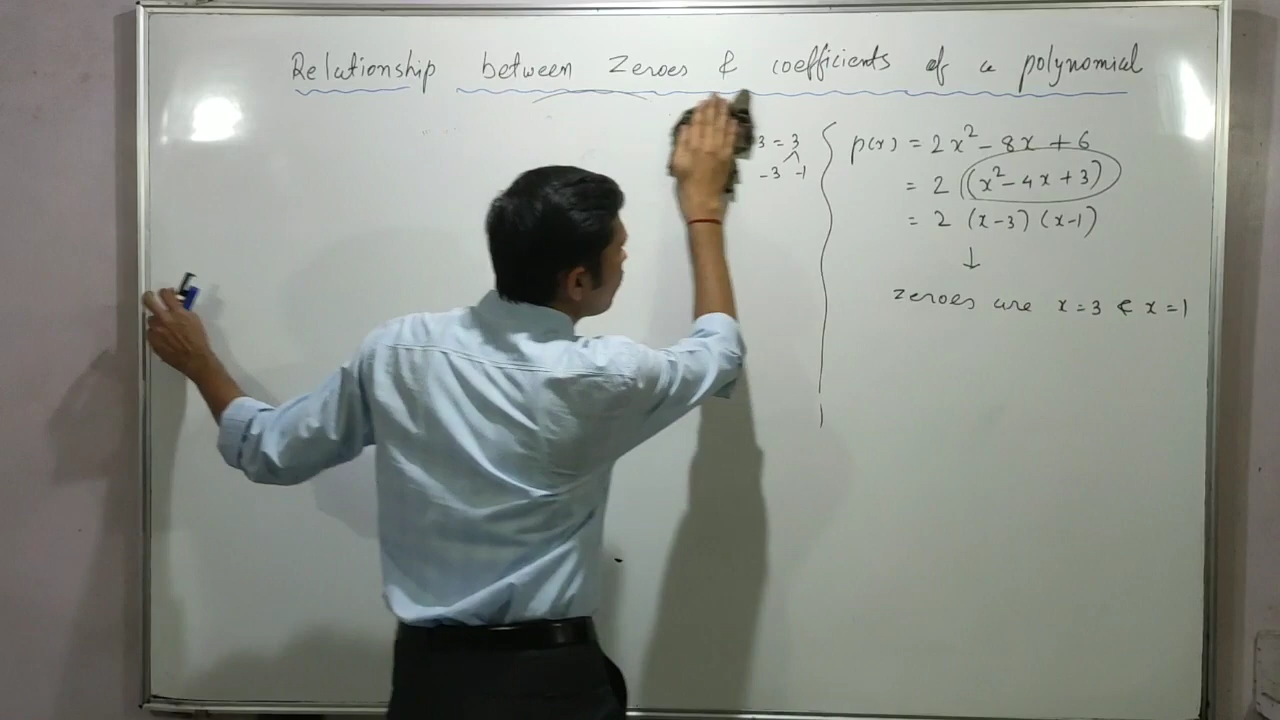 Relationship between Zeroes & coefficients of a polynomial
3 = 3
-3 -1
p(x) = 2x² - 8x + 6
= 2 (x² - 4x + 3)
= 2 (x-3) (x-1)
↓
zeroes are x = 3 & x = 1